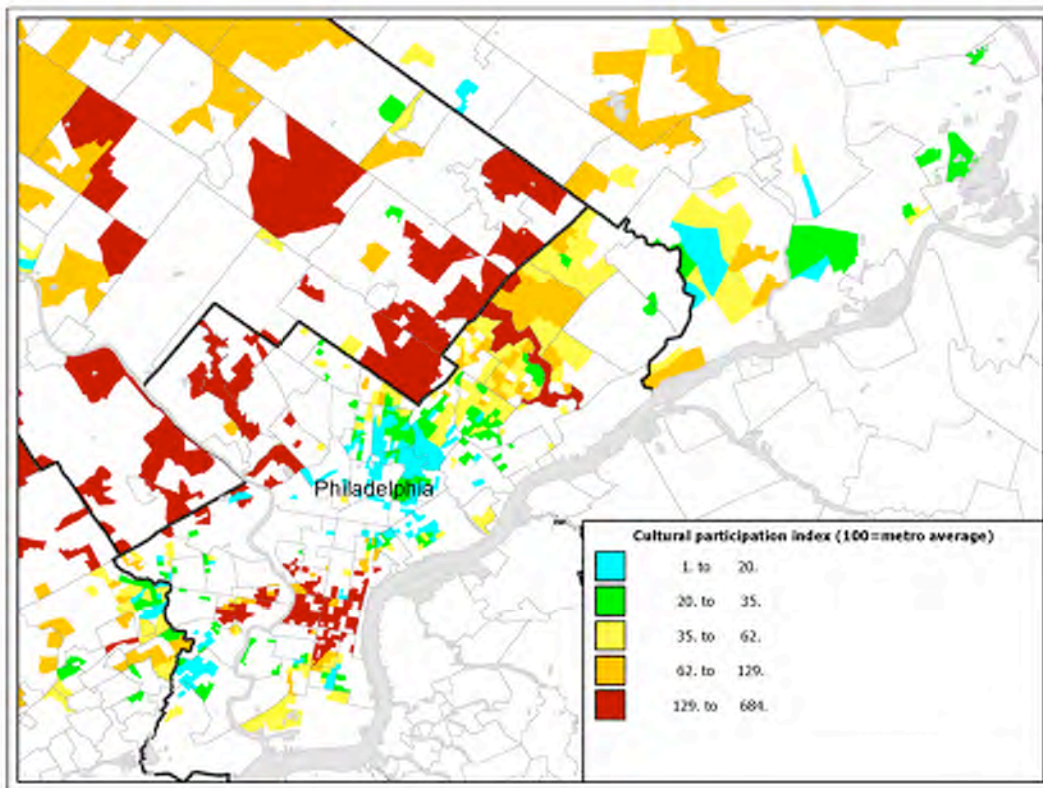 Philadelphia
Cultural participation index (100=metro average)
1. to 20.
20. to 35.
35. to 62.
62. to 129.
129. to 684.